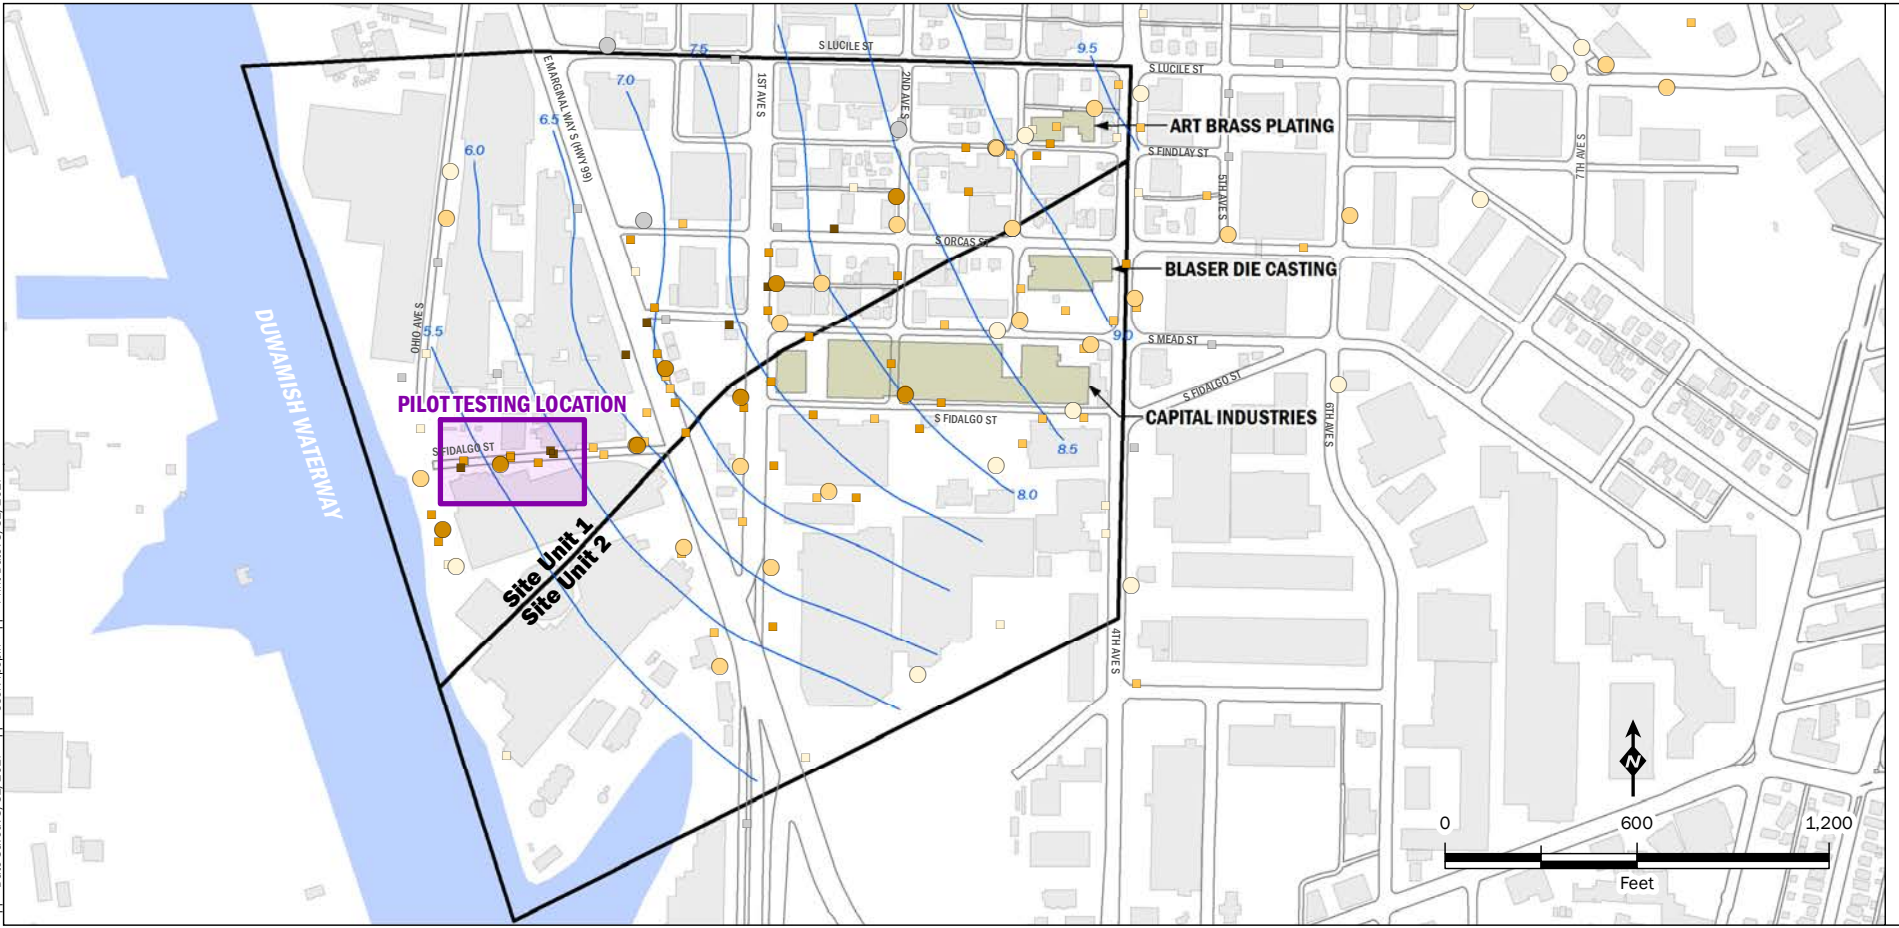 S LUCILE ST
7.5
9.5
7.0
S LUCILE ST
E MARGINAL WAY S (HWY 99)
1ST AVE S
2ND AVE S
6.5
ART BRASS PLATING
6.0
S FINDLAY ST
7TH AVE S
5TH AVE S
S ORCAS ST
BLASER DIE CASTING
DUWAMISH WATERWAY
OHIO AVE S
5.5
9.0
S MEAD ST
S FIDALGO ST
PILOT TESTING LOCATION
S FIDALGO ST
CAPITAL INDUSTRIES
6TH AVE S
S FIDALGO ST
8.5
8.0
Site Unit 1
Site Unit 2
4TH AVE S
N
0 600 1,200
Feet